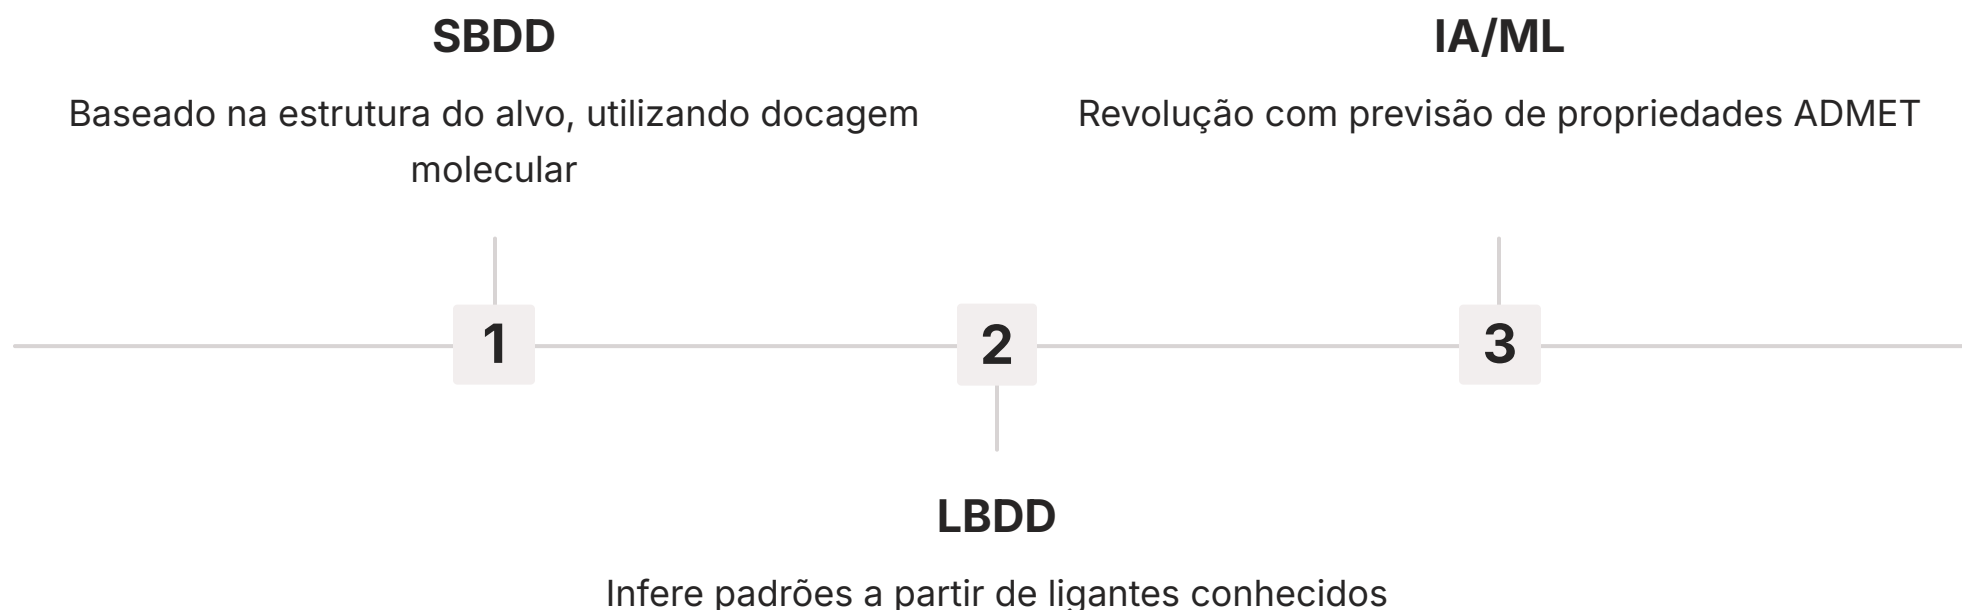 SBDD
Baseado na estrutura do alvo, utilizando docagem
molecular
IA/ML
Revolução com previsão de propriedades ADMET
1
2
3
LBDD
Infere padrões a partir de ligantes conhecidos